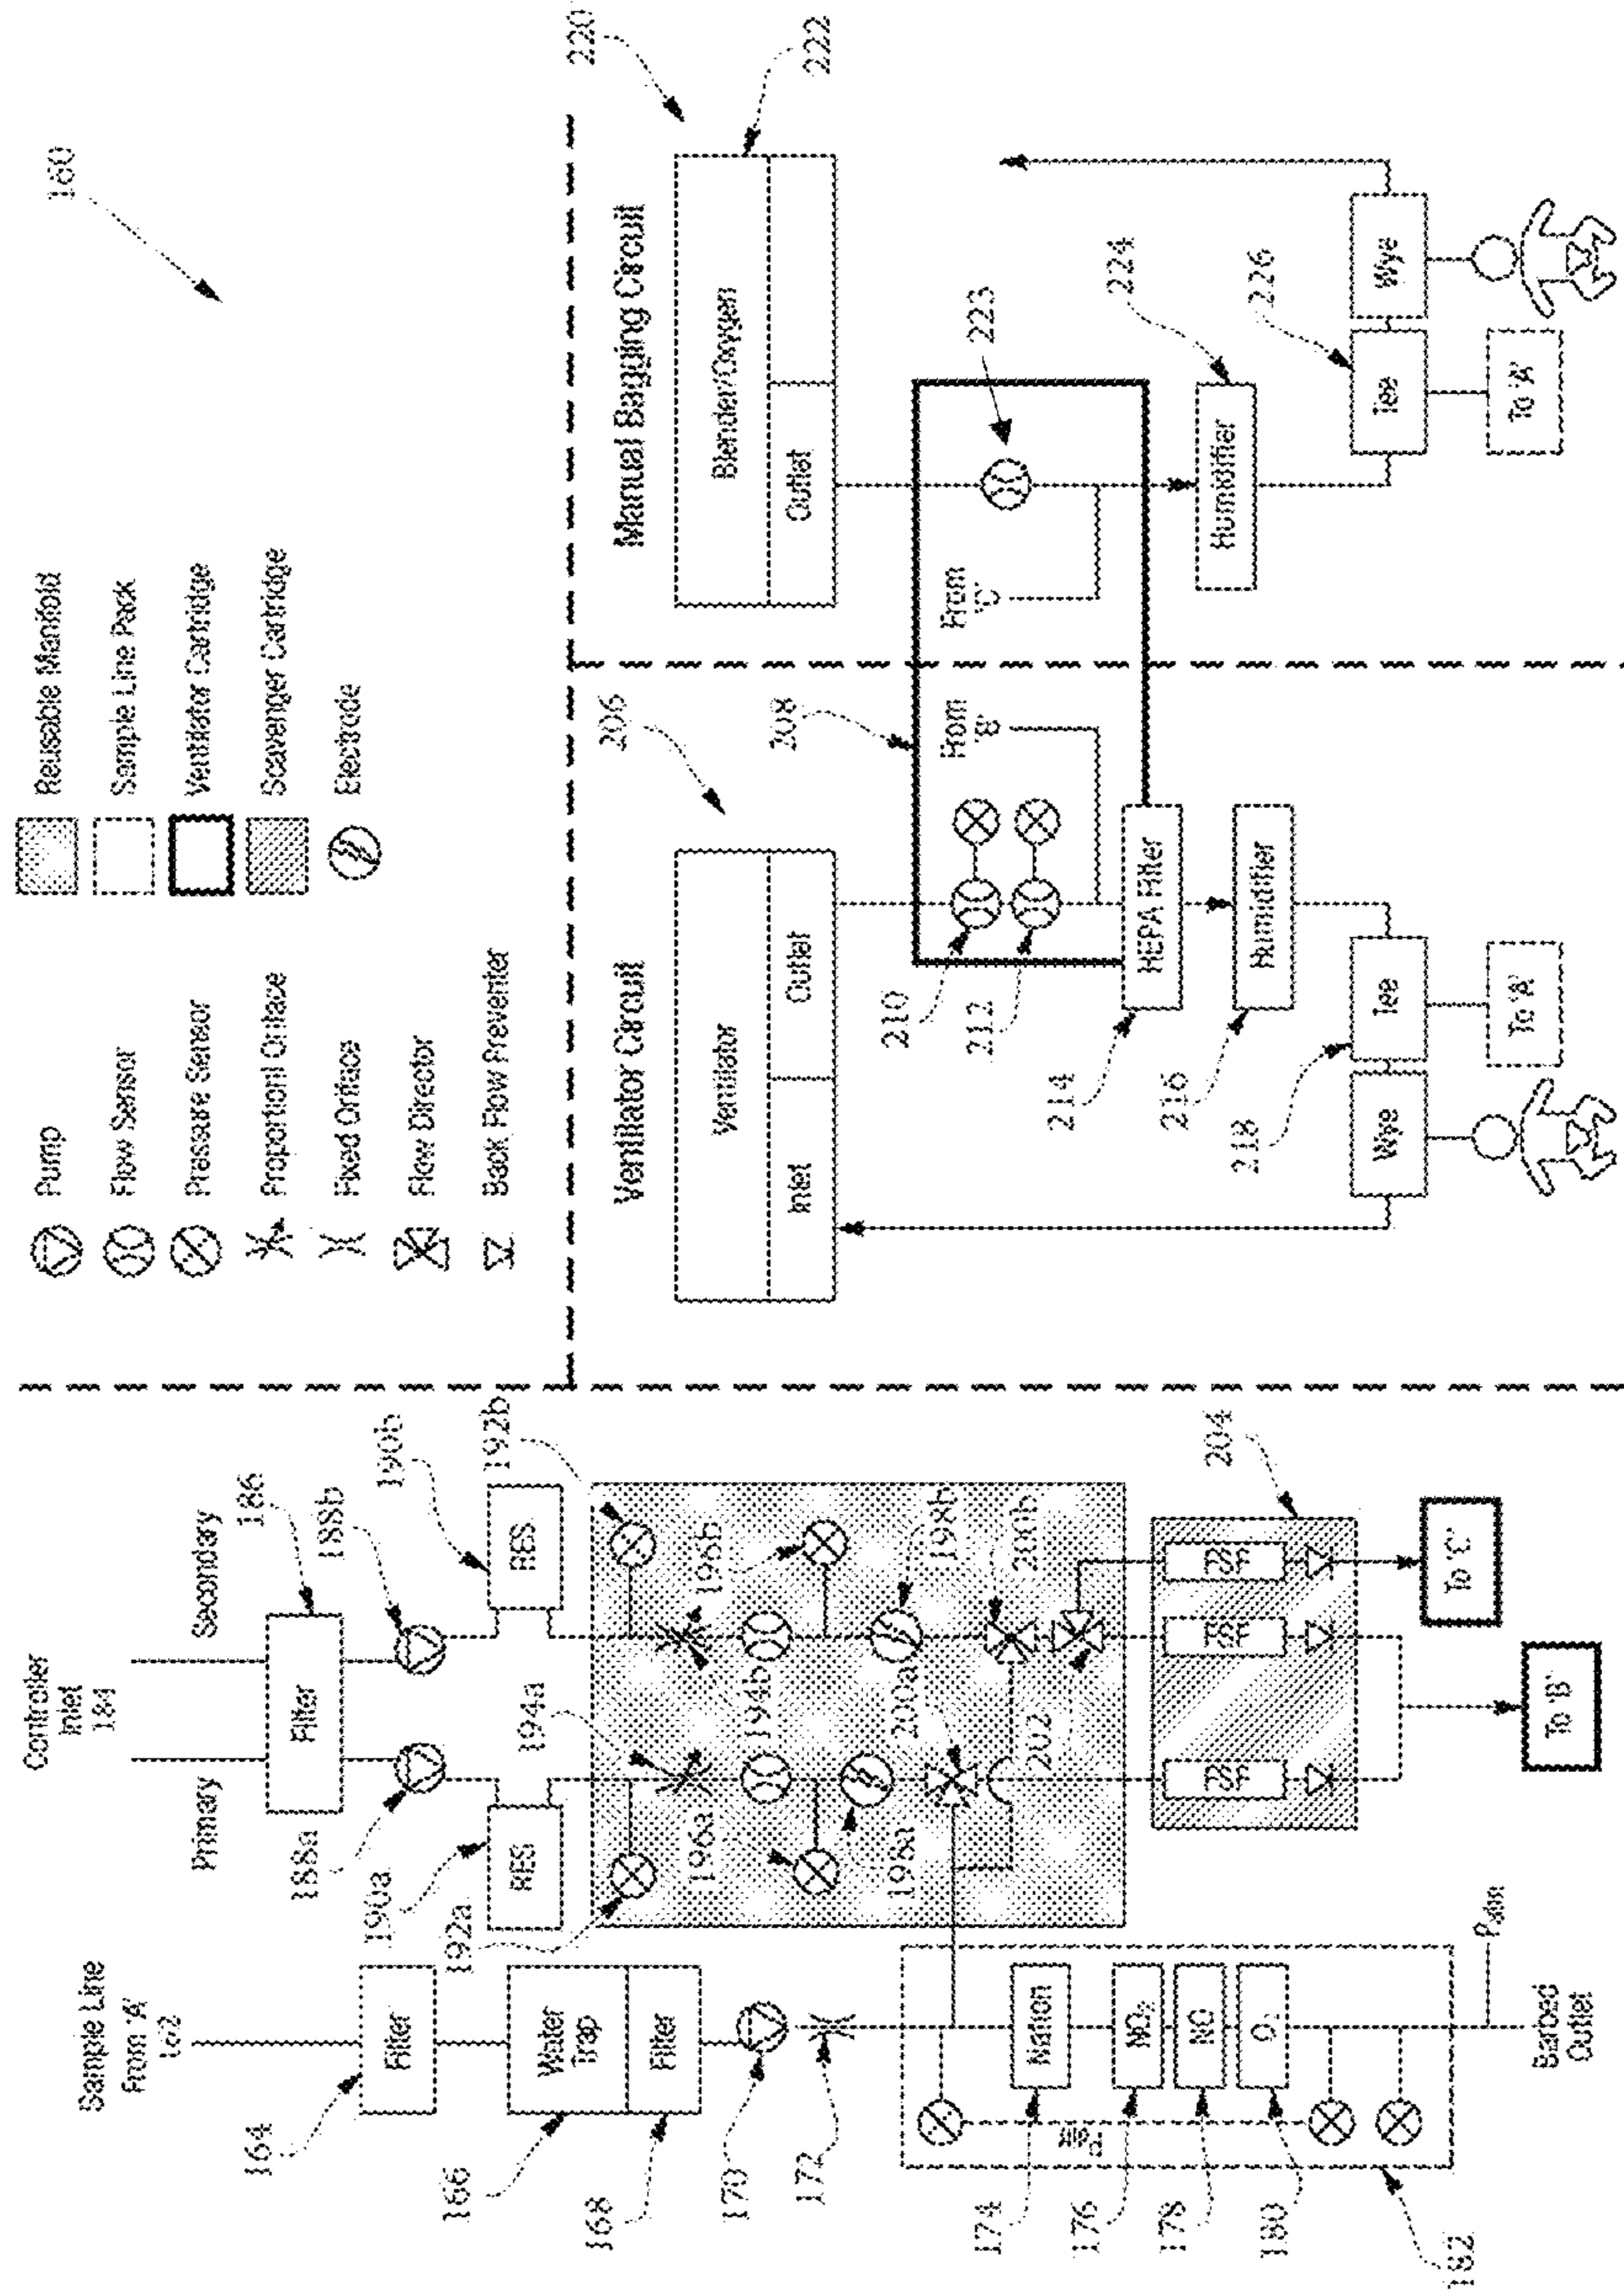 160
Pump
Flow Sensor
Pressure Sensor
Proportionl Oriface
Fixed Oriface
Flow Director
Back Flow Preventer
Reusable Manifold
Sample Line Pack
Ventilator Cartridge
Scavenger Cartridge
Electrode
Sample Line
From 'A'
162
164
Filter
166
Water
Trap
168
Filter
170
172
174
Nafion
176
NO₂
178
NO
180
O₂
182
Patm
Barbed
Outlet
Controller
Inlet
184
Primary
Secondary
186
Filter
188a
188b
190a
RES
190b
RES
192a
192b
194a
194b
196a
196b
198a
198b
200a
200b
202
204
To 'B'
To 'C'
Ventilator Circuit
206
Ventilator
Inlet
Outlet
208
210
212
From
'B'
214
HEPA Filter
216
Humidifier
218
Wye
Tee
To 'A'
Manual Bagging Circuit
220
222
Blender/Oxygen
Outlet
223
From
'C'
224
Humidifier
226
Tee
Wye
To 'A'